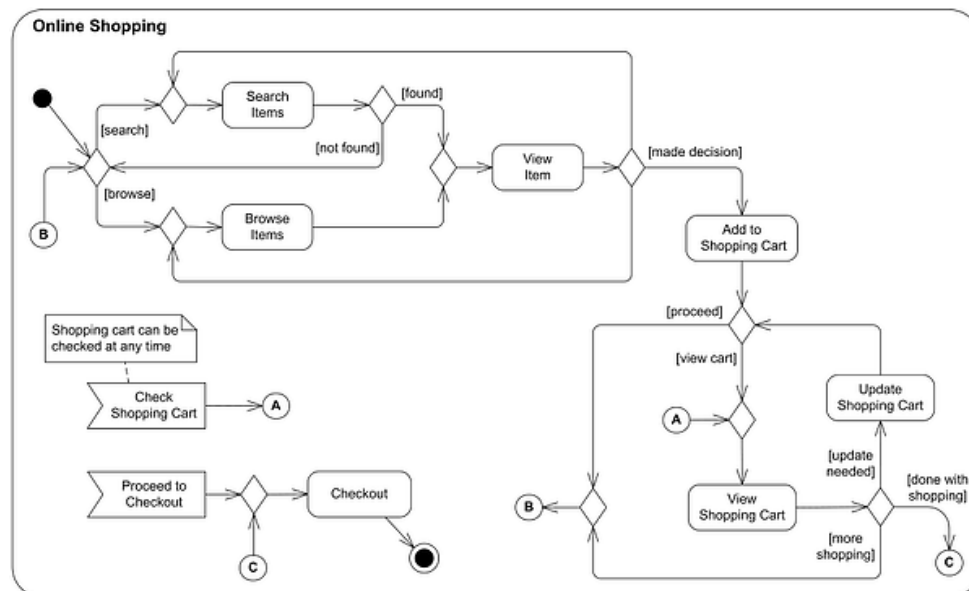 Online Shopping
Search
Items
[found]
[search]
[not found]
View
Item
[made decision]
[browse]
B
Browse
Items
Add to
Shopping Cart
[proceed]
Shopping cart can be
checked at any time
[view cart]
Check
Shopping Cart
A
A
Update
Shopping Cart
[update
needed]
[done with
shopping]
Proceed to
Checkout
Checkout
B
View
Shopping Cart
[more
shopping]
C
C